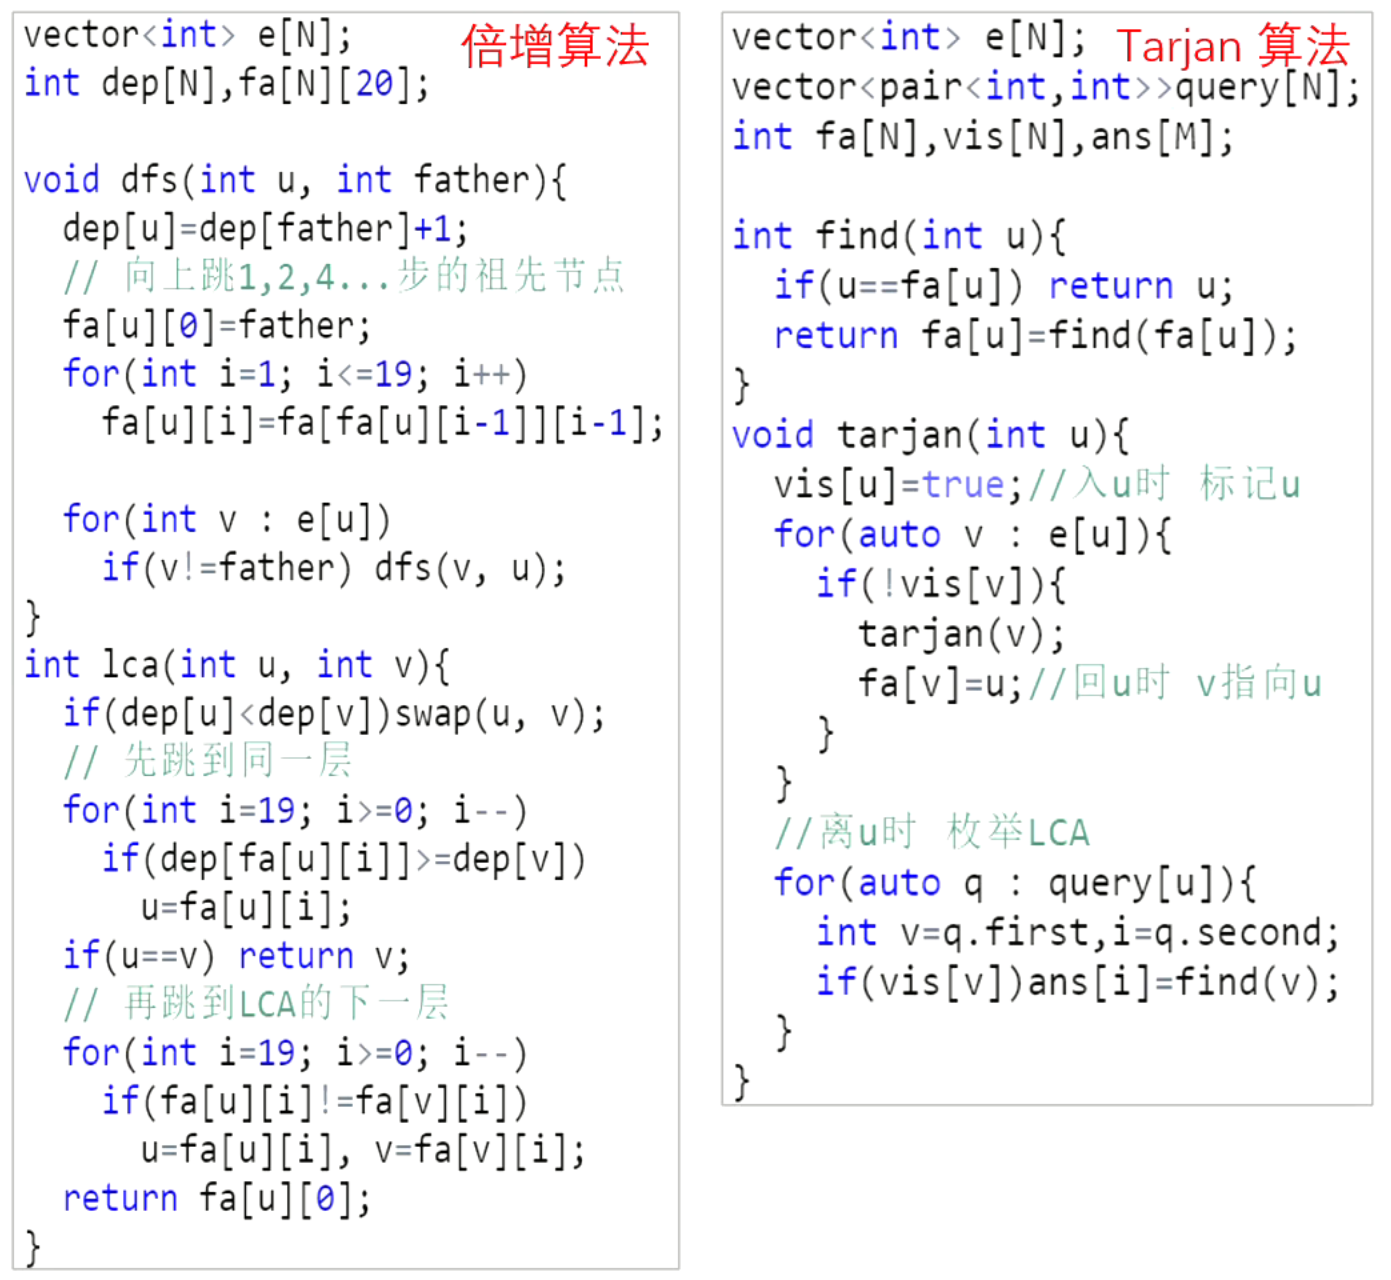 vector<int> e[N];
倍增算法
int dep[N],fa[N][20];
void dfs(int u, int father){
dep[u]=dep[father]+1;
// 向上跳1,2,4...步的祖先节点
fa[u][0]=father;
for(int i=1; i<=19; i++)
fa[u][i]=fa[fa[u][i-1]][i-1];
for(int v : e[u])
if(v!=father) dfs(v, u);
}
int lca(int u, int v){
if(dep[u]<dep[v])swap(u, v);
// 先跳到同一层
for(int i=19; i>=0; i--)
if(dep[fa[u][i]]>=dep[v])
u=fa[u][i];
if(u==v) return v;
// 再跳到LCA的下一层
for(int i=19; i>=0; i--)
if(fa[u][i]!=fa[v][i])
u=fa[u][i], v=fa[v][i];
return fa[u][0];
}
vector<int> e[N];
Tarjan 算法
vector<pair<int,int>>query[N];
int fa[N],vis[N],ans[M];
int find(int u){
if(u==fa[u]) return u;
return fa[u]=find(fa[u]);
}
void tarjan(int u){
vis[u]=true;//入u时 标记u
for(auto v : e[u]){
if(!vis[v]){
tarjan(v);
fa[v]=u;//回u时 v指向u
}
}
//离u时 枚举LCA
for(auto q : query[u]){
int v=q.first,i=q.second;
if(vis[v])ans[i]=find(v);
}
}